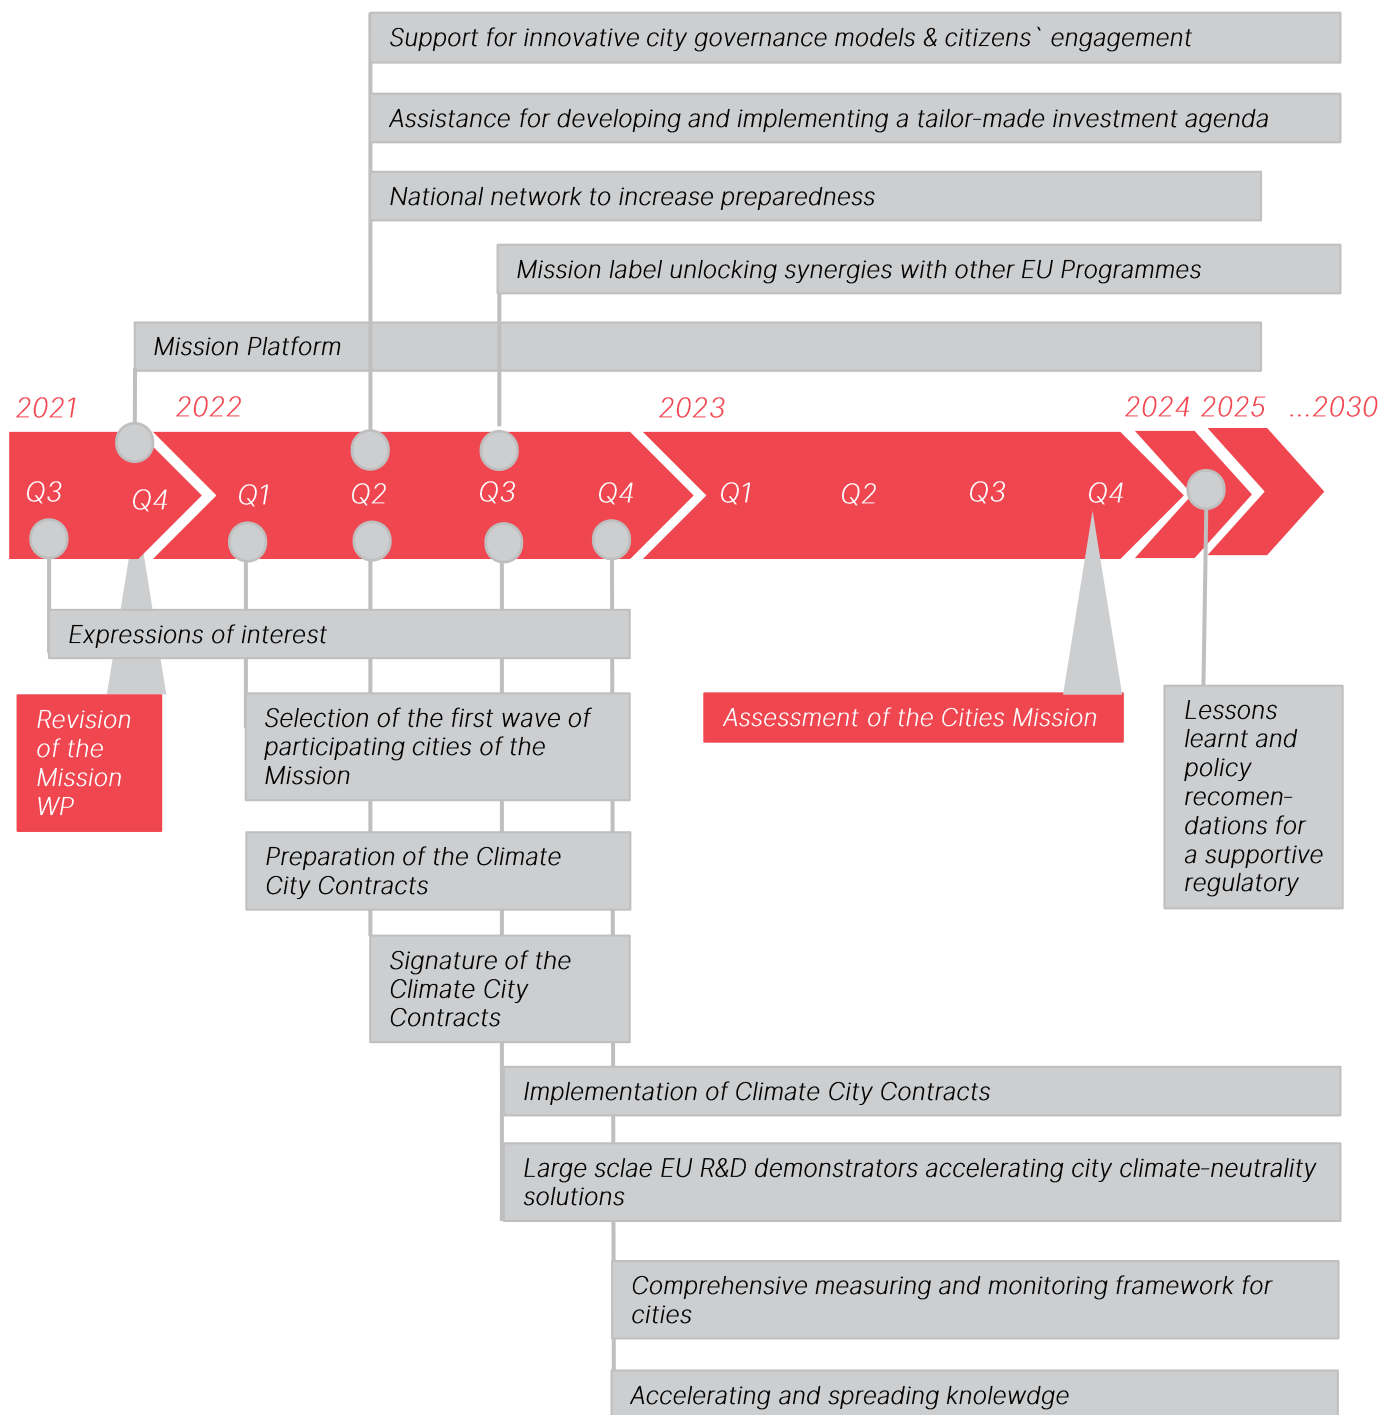 Support for innovative city governance models & citizens` engagement
Assistance for developing and implementing a tailor-made investment agenda
National network to increase preparedness
Mission label unlocking synergies with other EU Programmes
Mission Platform
2021 2022 2023 2024 2025 ...2030
Q3 Q4 Q1 Q2 Q3 Q4 Q1 Q2 Q3 Q4
Expressions of interest
Revision
of the
Mission
WP
Selection of the first wave of
participating cities of the
Mission
Assessment of the Cities Mission
Lessons
learnt and
policy
recomen-
dations for
a supportive
regulatory
Preparation of the Climate
City Contracts
Signature of the
Climate City
Contracts
Implementation of Climate City Contracts
Large sclae EU R&D demonstrators accelerating city climate-neutrality
solutions
Comprehensive measuring and monitoring framework for
cities
Accelerating and spreading knolewdge